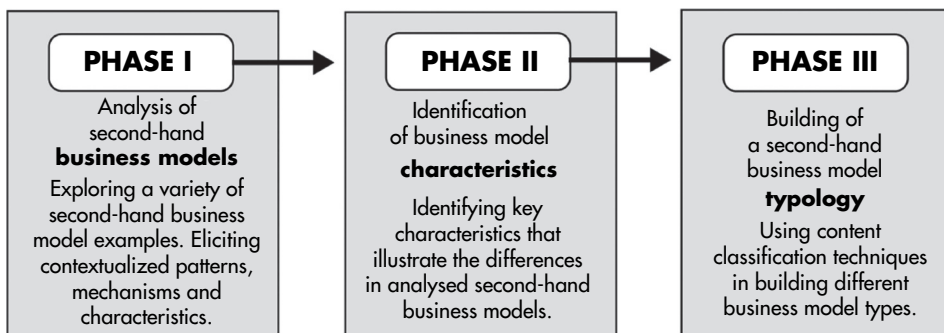 PHASE I
Analysis of
second-hand
business models
Exploring a variety of
second-hand business
model examples. Eliciting
contextualized patterns,
mechanisms and
characteristics.
PHASE II
Identification
of business model
characteristics
Identifying key
characteristics that
illustrate the differences
in analysed second-hand
business models.
PHASE III
Building of
a second-hand
business model
typology
Using content
classification techniques
in building different
business model types.